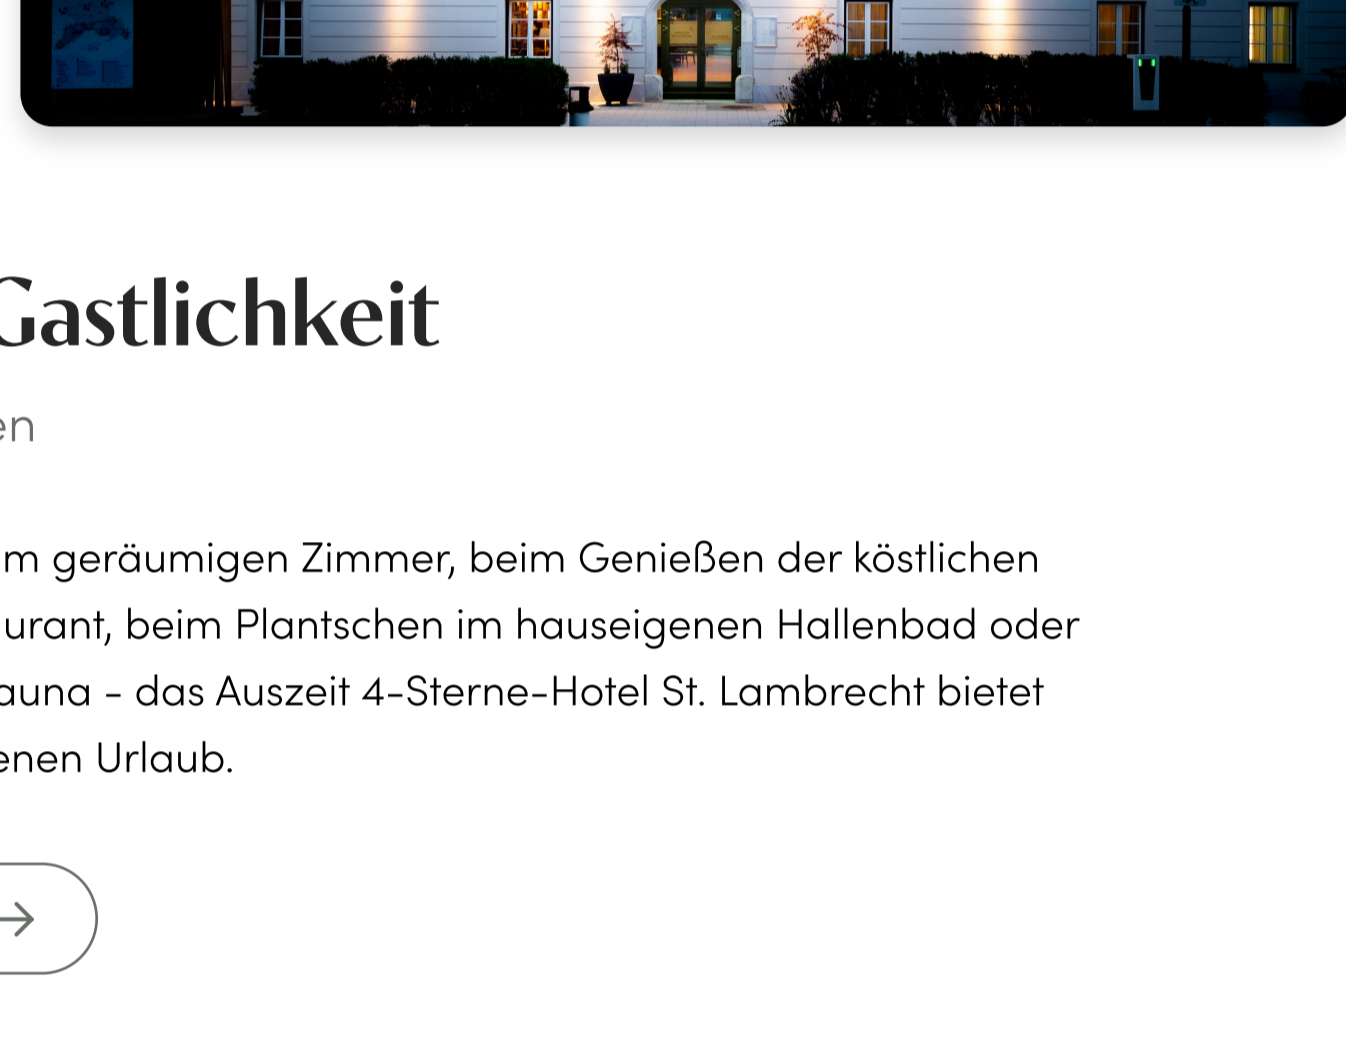 Gastlichkeit
en
m geräumigen Zimmer, beim Genießen der köstlichen
urant, beim Plantschen im hauseigenen Hallenbad oder
auna - das Auszeit 4-Sterne-Hotel St. Lambrecht bietet
enen Urlaub.